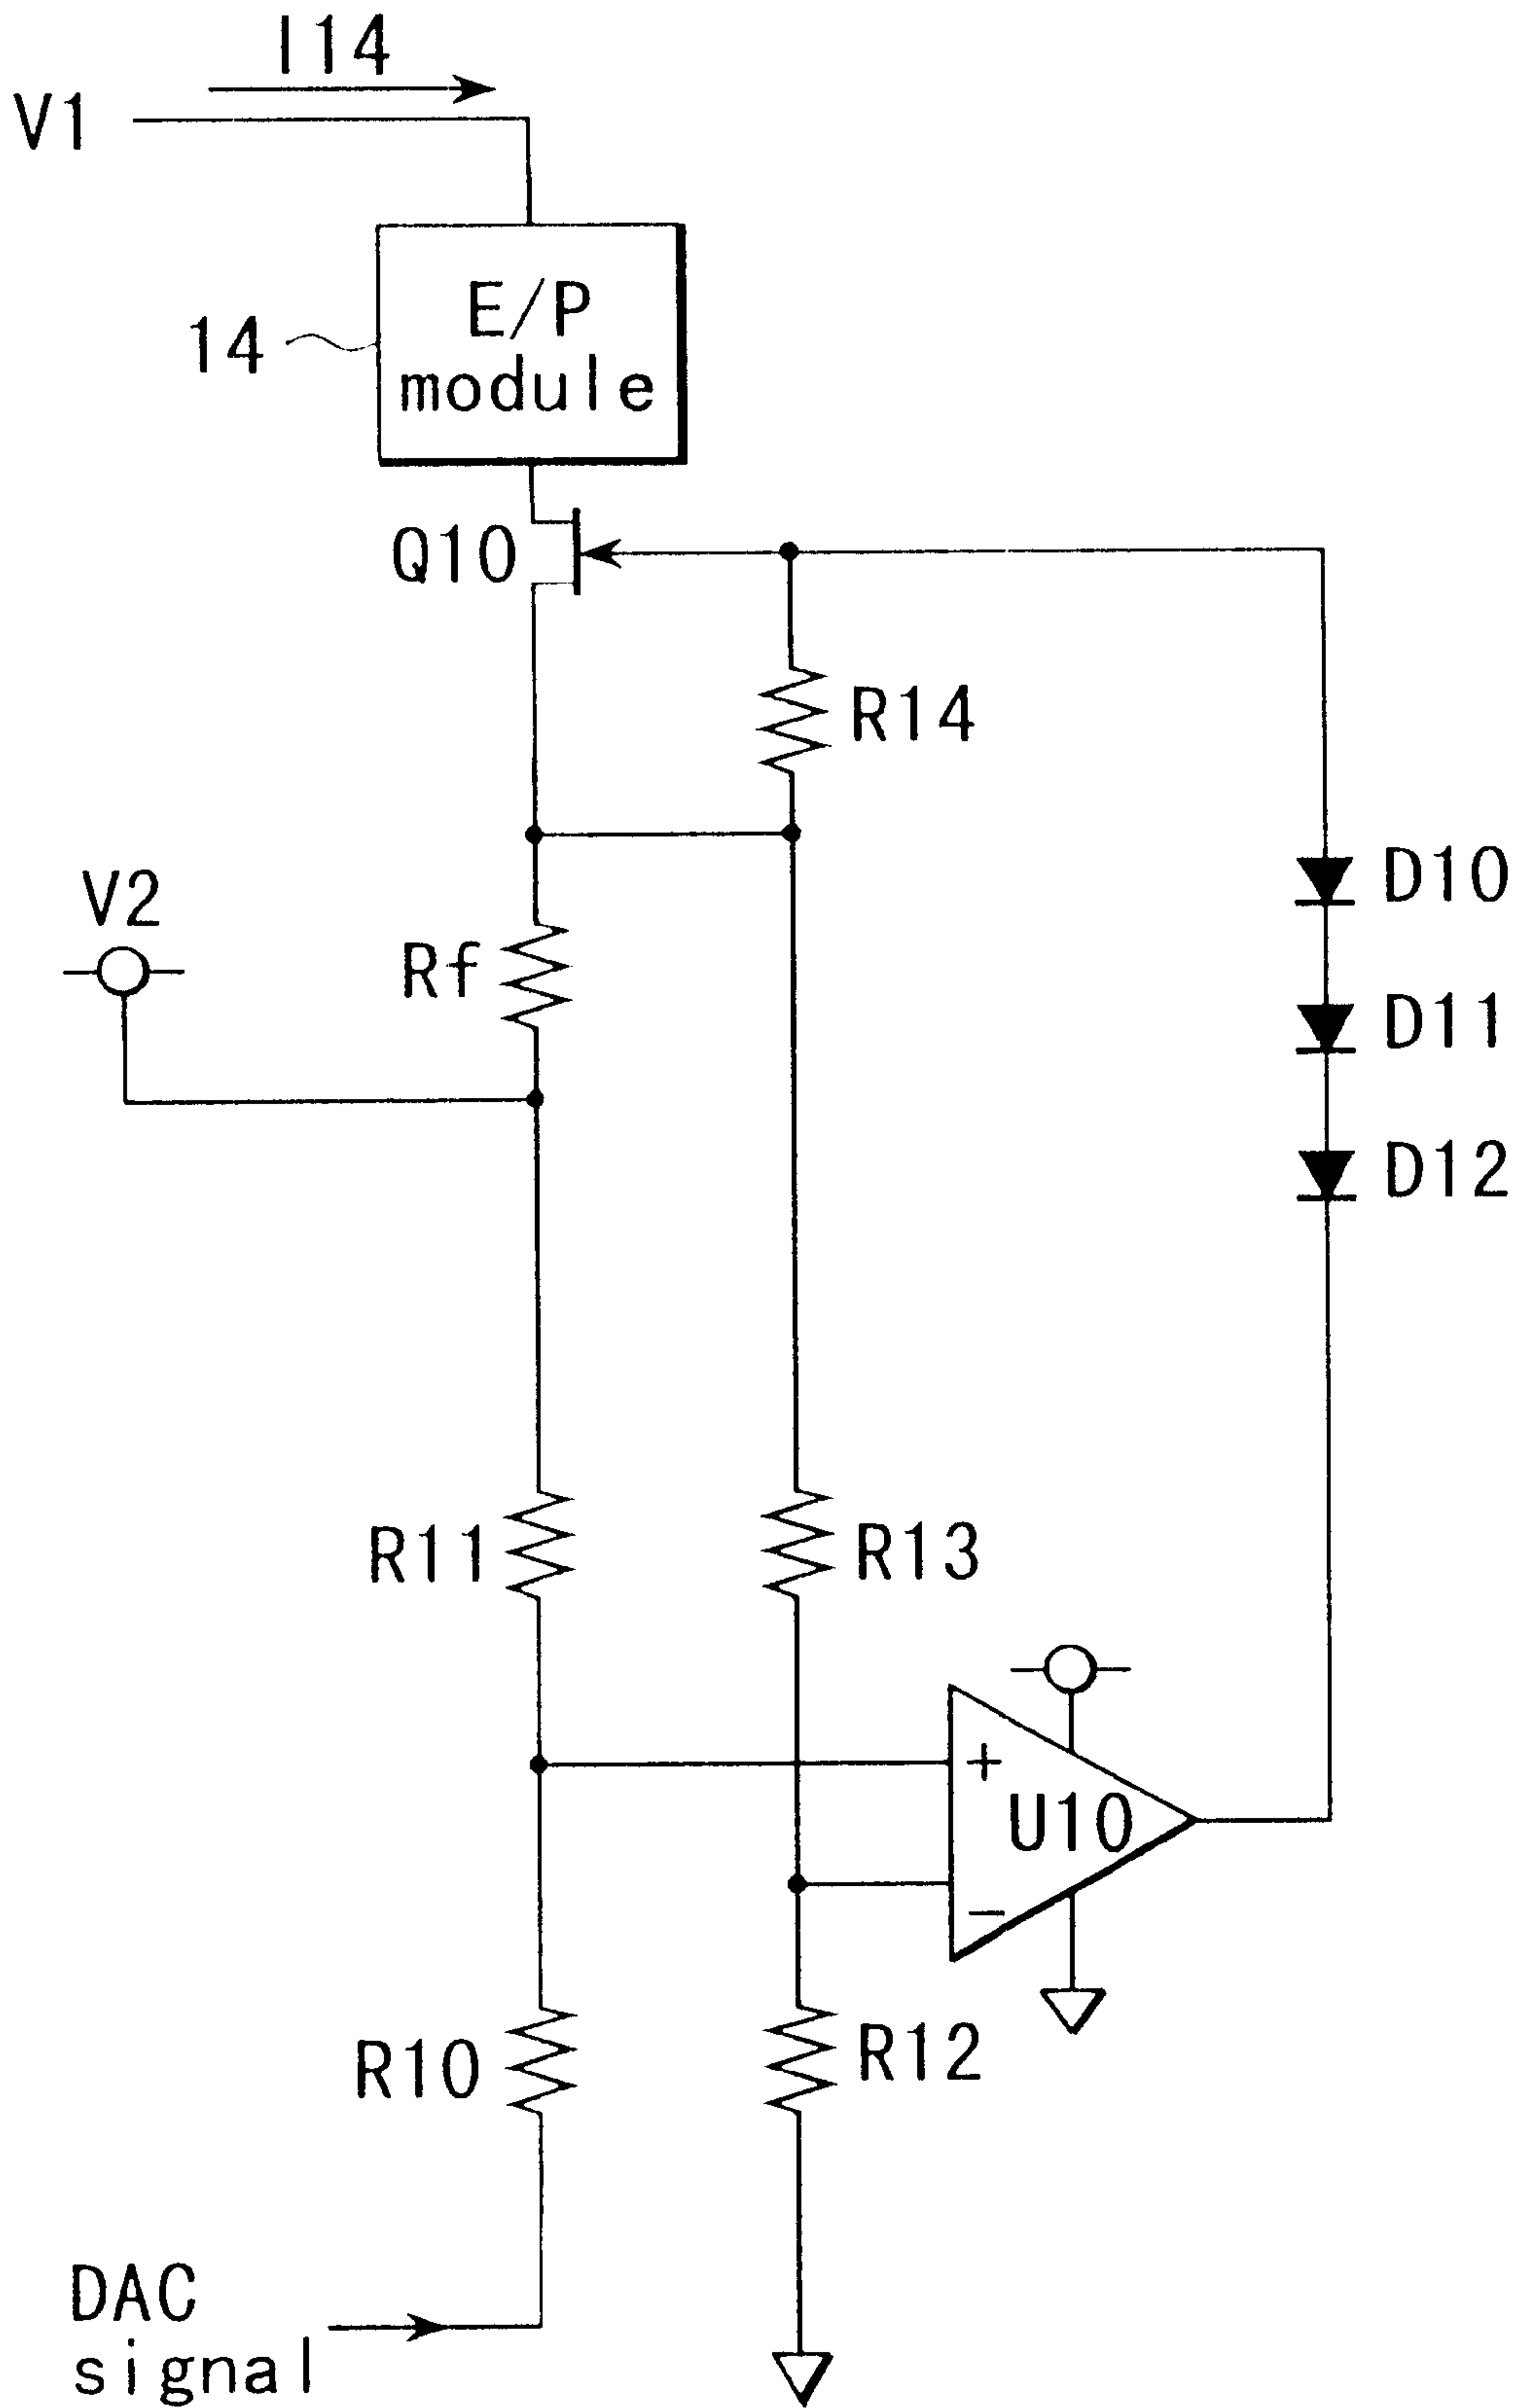 I14
V1
E/P
module
14
Q10
R14
V2
Rf
D10
D11
D12
R11
R13
+
U10
−
R10
R12
DAC
signal